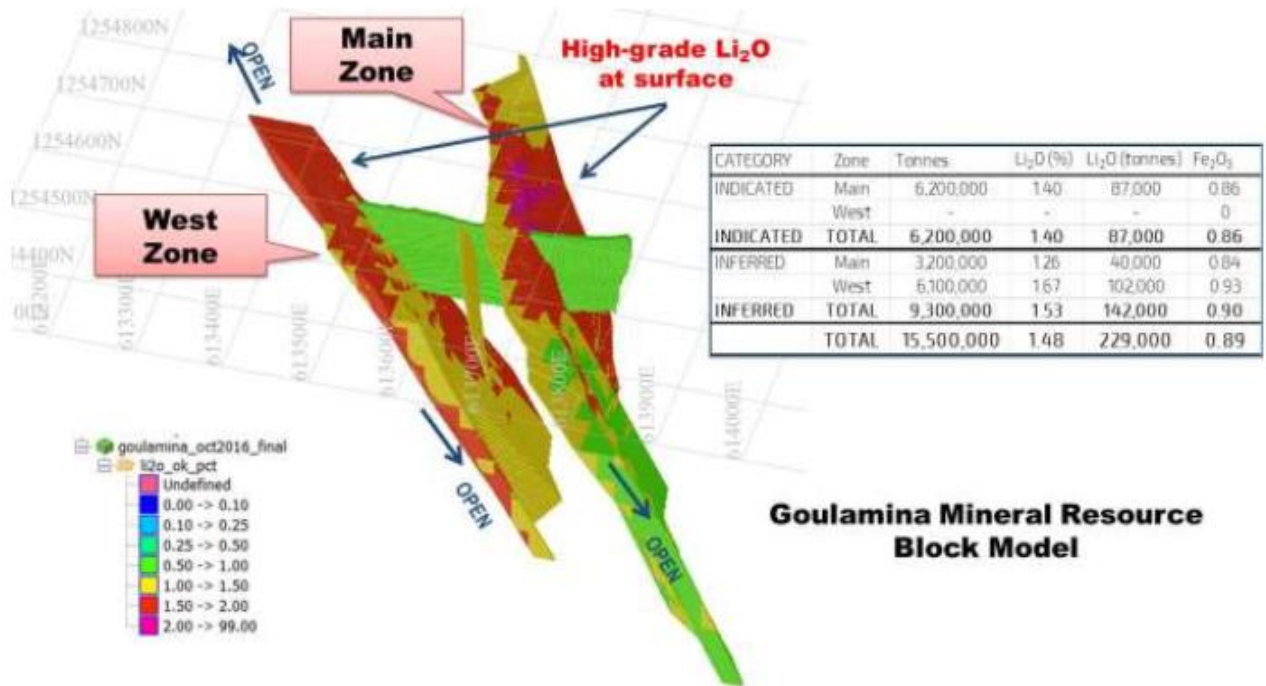 1254800N
1254700N
1254600N
1254500N
OPEN
Main
Zone
High-grade Li₂O
at surface
West
Zone
CATEGORY Zone Tonnes Li₂O (%) Li₂O (tonnes) Fe₂O₃
INDICATED Main 6,200,000 1.40 87,000 0.86
West - - - 0
INDICATED TOTAL 6,200,000 1.40 87,000 0.86
INFERRED Main 3,200,000 1.26 40,000 0.84
West 6,100,000 1.67 102,000 0.93
INFERRED TOTAL 9,300,000 1.53 142,000 0.90
TOTAL 15,500,000 1.48 229,000 0.89
613300E
613400E
613500E
613600E
613800E
613900E
614000E
OPEN
OPEN
goulamina_oct2016_final
li2o_ok_pct
Undefined
0.00 -> 0.10
0.10 -> 0.25
0.25 -> 0.50
0.50 -> 1.00
1.00 -> 1.50
1.50 -> 2.00
2.00 -> 99.00
Goulamina Mineral Resource
Block Model